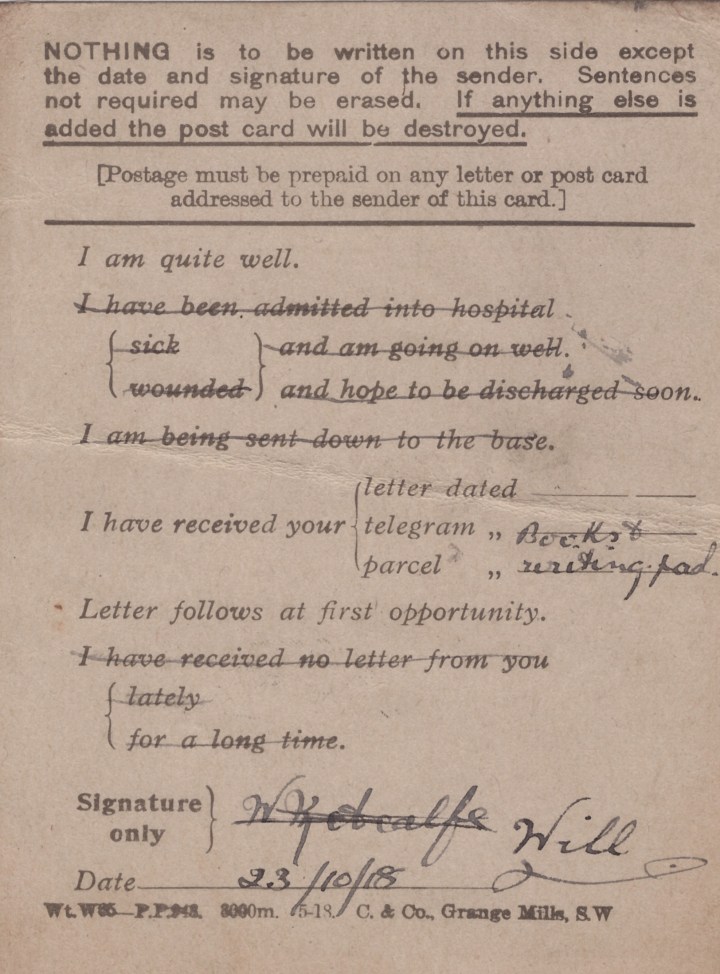 NOTHING is to be written on this side except
the date and signature of the sender. Sentences
not required may be erased. If anything else is
added the post card will be destroyed.
[Postage must be prepaid on any letter or post card
addressed to the sender of this card.]
I am quite well.
I have been admitted into hospital
{ sick } and am going on well.
{ wounded } and hope to be discharged soon.
I am being sent down to the base.
letter dated
I have received your { telegram „ Books &
parcel „ writing pad.
Letter follows at first opportunity.
I have received no letter from you
{ lately
for a long time.
Signature
only } W Metcalfe Will
Date 23/10/18
Wt. W65—P.P.948. 8000m. 5-18. C. & Co., Grange Mills, S.W